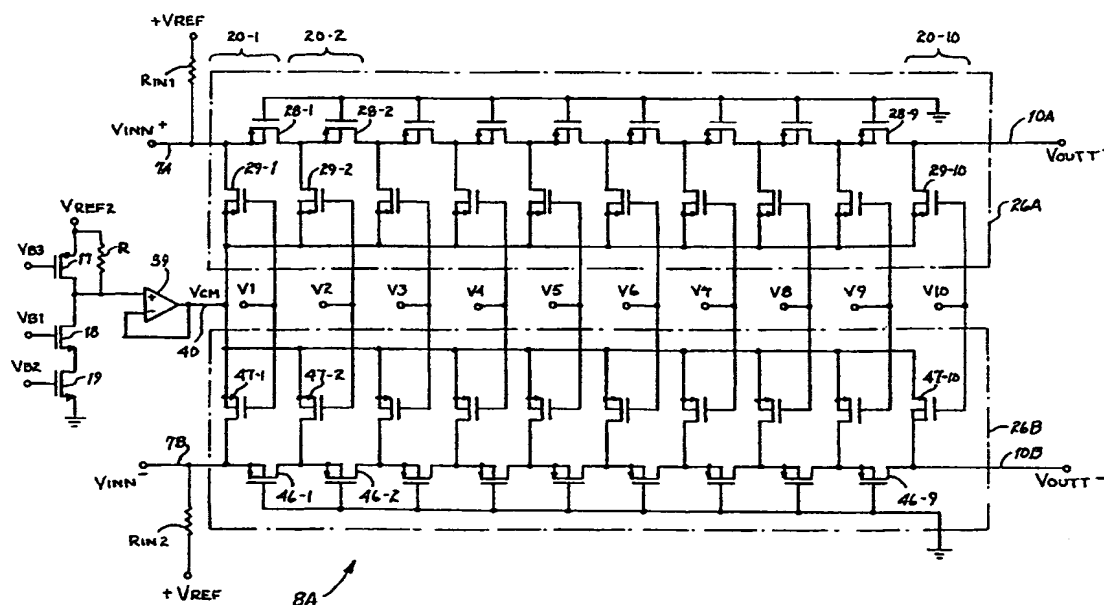 +VREF
20-1
20-2
20-10
RIN1
28-1
28-2
28-9
10A
VINN+
7A
VOUTT-
29-1
29-2
29-10
26A
VREF2
R
VB3
17
39
VCM
V1
V2
V3
V4
V5
V6
V7
V8
V9
V10
+
-
VB1
18
40
VB2
19
47-1
47-2
47-10
26B
7B
10B
VINN-
VOUTT-
46-1
46-2
46-9
RIN2
+VREF
8A